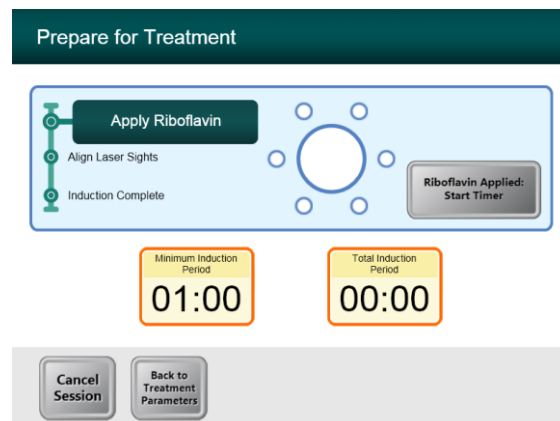 Prepare for Treatment
Apply Riboflavin
Align Laser Sights
Induction Complete
Riboflavin Applied:
Start Timer
Minimum Induction
Period
01:00
Total Induction
Period
00:00
Cancel
Session
Back to
Treatment
Parameters